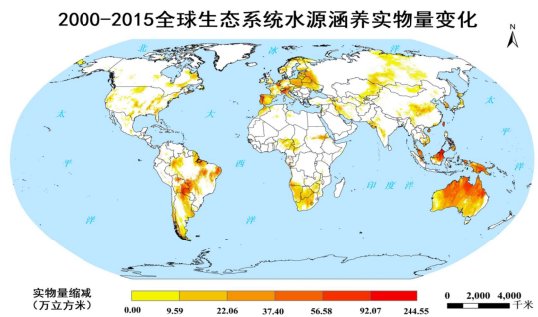 2000-2015全球生态系统水源涵养实物量变化
N
北 冰 洋
太 平 洋
大 西 洋
太 平 洋
印 度 洋
实物量缩减
(万立方米)
0.00 9.59 22.06 37.40 56.58 92.07 244.55
0 2,000 4,000
千米